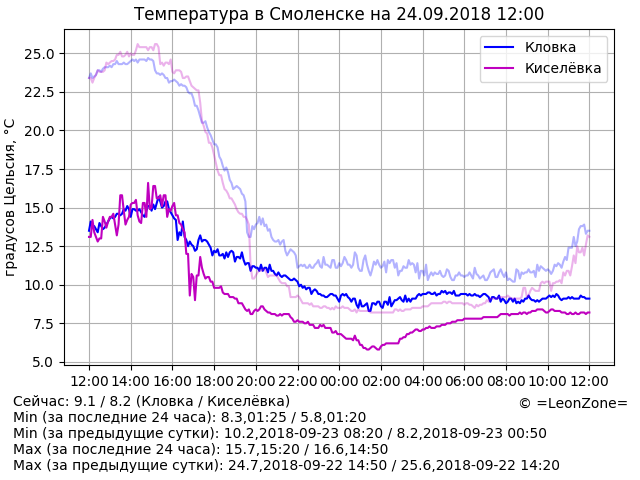 Температура в Смоленске на 24.09.2018 12:00
Кловка
Киселёвка
градусов Цельсия, °C
25.0
22.5
20.0
17.5
15.0
12.5
10.0
7.5
5.0
12:00 14:00 16:00 18:00 20:00 22:00 00:00 02:00 04:00 06:00 08:00 10:00 12:00
Сейчас: 9.1 / 8.2 (Кловка / Киселёвка)
© =LeonZone=
Min (за последние 24 часа): 8.3,01:25 / 5.8,01:20
Min (за предыдущие сутки): 10.2,2018-09-23 08:20 / 8.2,2018-09-23 00:50
Max (за последние 24 часа): 15.7,15:20 / 16.6,14:50
Max (за предыдущие сутки): 24.7,2018-09-22 14:50 / 25.6,2018-09-22 14:20